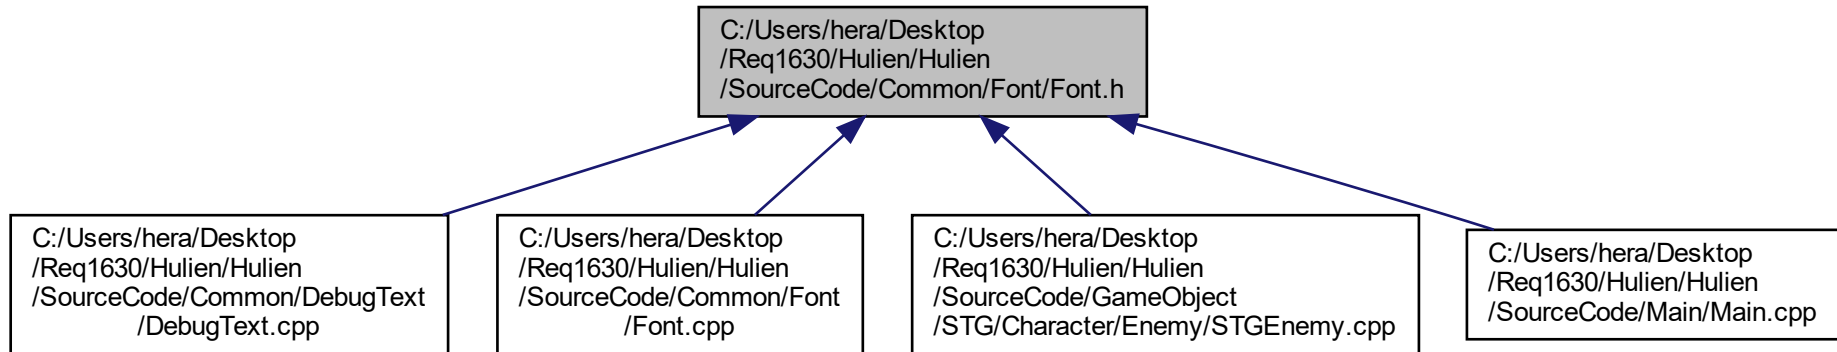 C:/Users/hera/Desktop
/Req1630/Hulien/Hulien
/SourceCode/Common/Font/Font.h
C:/Users/hera/Desktop
/Req1630/Hulien/Hulien
/SourceCode/Common/DebugText
/DebugText.cpp
C:/Users/hera/Desktop
/Req1630/Hulien/Hulien
/SourceCode/Common/Font
/Font.cpp
C:/Users/hera/Desktop
/Req1630/Hulien/Hulien
/SourceCode/GameObject
/STG/Character/Enemy/STGEnemy.cpp
C:/Users/hera/Desktop
/Req1630/Hulien/Hulien
/SourceCode/Main/Main.cpp